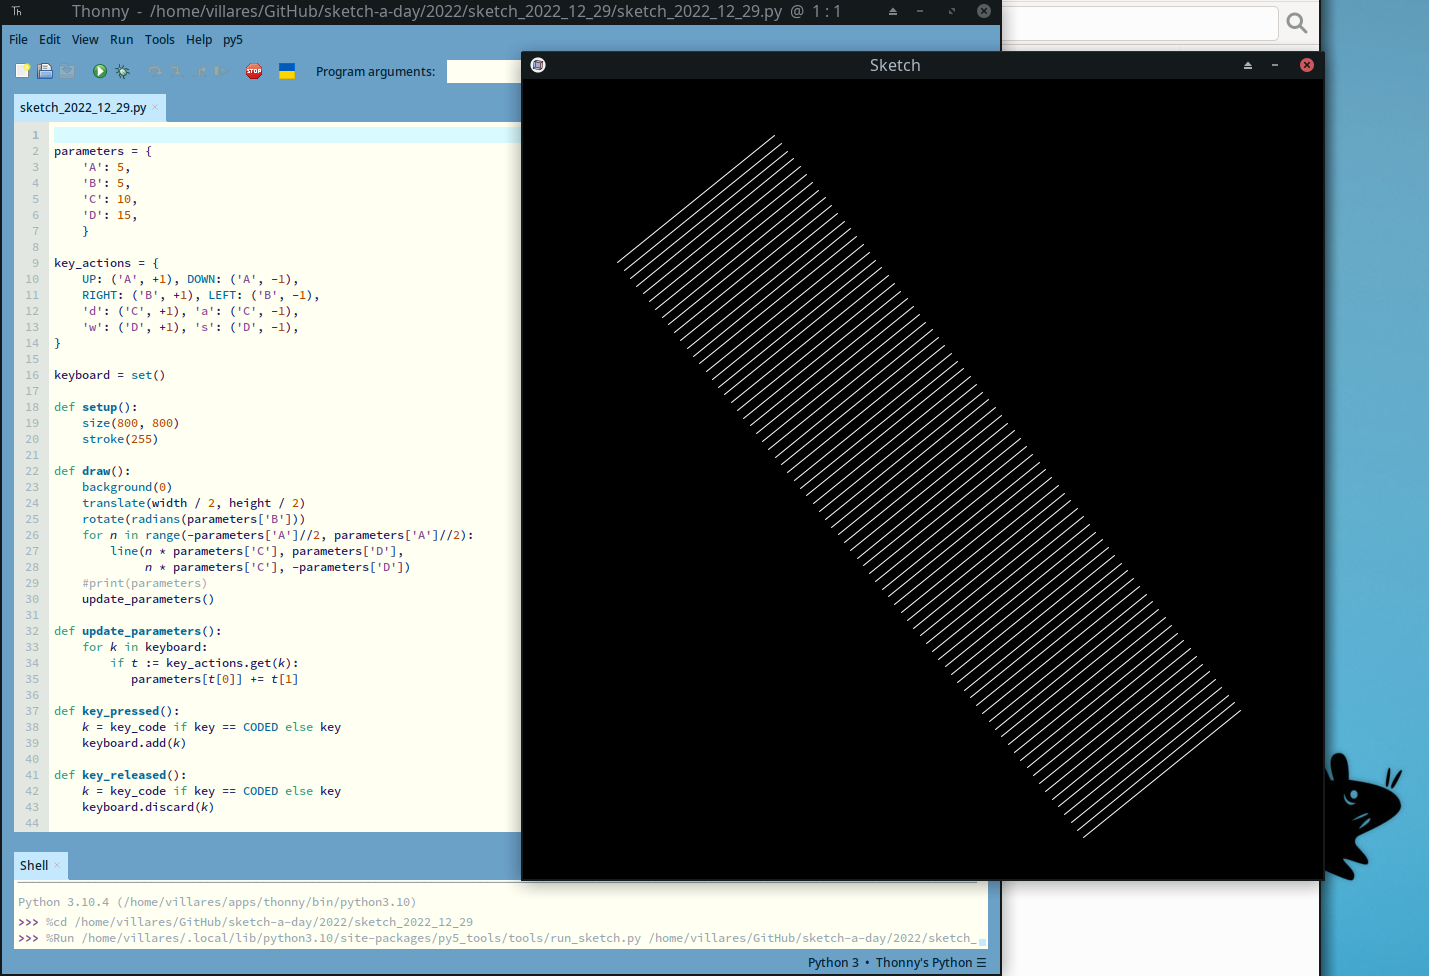 Th Thonny - /home/villares/GitHub/sketch-a-day/2022/sketch_2022_12_29/sketch_2022_12_29.py @ 1 : 1
File Edit View Run Tools Help py5
STOP Program arguments:
Sketch
sketch_2022_12_29.py ×
1
2 parameters = {
3     'A': 5,
4     'B': 5,
5     'C': 10,
6     'D': 15,
7     }
8
9 key_actions = {
10     UP: ('A', +1), DOWN: ('A', -1),
11     RIGHT: ('B', +1), LEFT: ('B', -1),
12     'd': ('C', +1), 'a': ('C', -1),
13     'w': ('D', +1), 's': ('D', -1),
14 }
15
16 keyboard = set()
17
18 def setup():
19     size(800, 800)
20     stroke(255)
21
22 def draw():
23     background(0)
24     translate(width / 2, height / 2)
25     rotate(radians(parameters['B']))
26     for n in range(-parameters['A']//2, parameters['A']//2):
27         line(n * parameters['C'], parameters['D'],
28              n * parameters['C'], -parameters['D'])
29     #print(parameters)
30     update_parameters()
31
32 def update_parameters():
33     for k in keyboard:
34         if t := key_actions.get(k):
35            parameters[t[0]] += t[1]
36
37 def key_pressed():
38     k = key_code if key == CODED else key
39     keyboard.add(k)
40
41 def key_released():
42     k = key_code if key == CODED else key
43     keyboard.discard(k)
44
Shell ×
Python 3.10.4 (/home/villares/apps/thonny/bin/python3.10)
>>> %cd /home/villares/GitHub/sketch-a-day/2022/sketch_2022_12_29
>>> %Run /home/villares/.local/lib/python3.10/site-packages/py5_tools/tools/run_sketch.py /home/villares/GitHub/sketch-a-day/2022/sketch_
Python 3 • Thonny's Python ☰